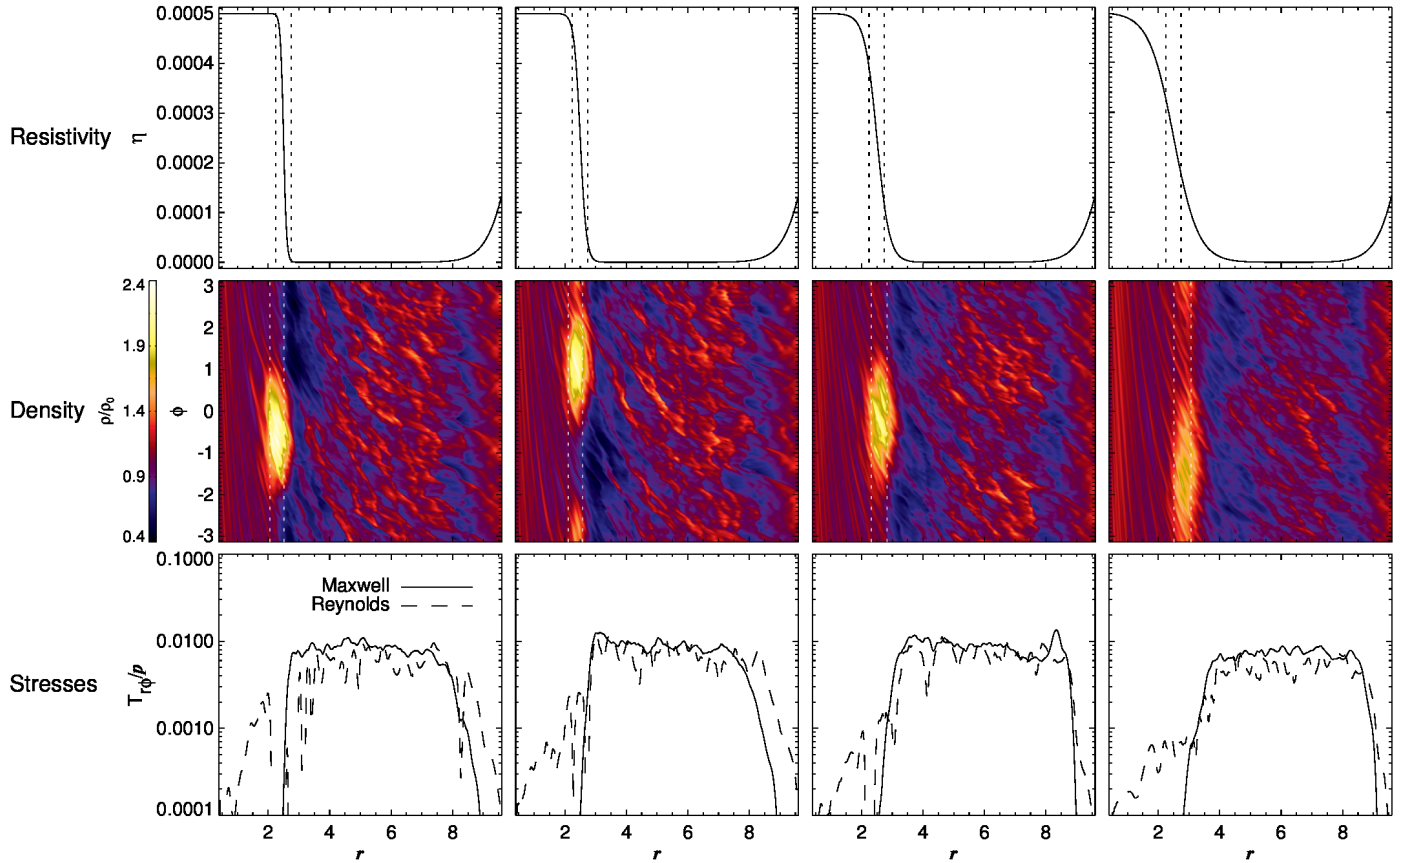 Resistivity
η
0.0005
0.0004
0.0003
0.0002
0.0001
0.0000
Density
ρ/ρ₀
2.4
1.9
1.4
0.9
0.4
ϕ
3
2
1
0
-1
-2
-3
Stresses
T_rϕ/p
0.1000
0.0100
0.0010
0.0001
Maxwell
Reynolds
2 4 6 8 2 4 6 8 2 4 6 8 2 4 6 8
r r r r